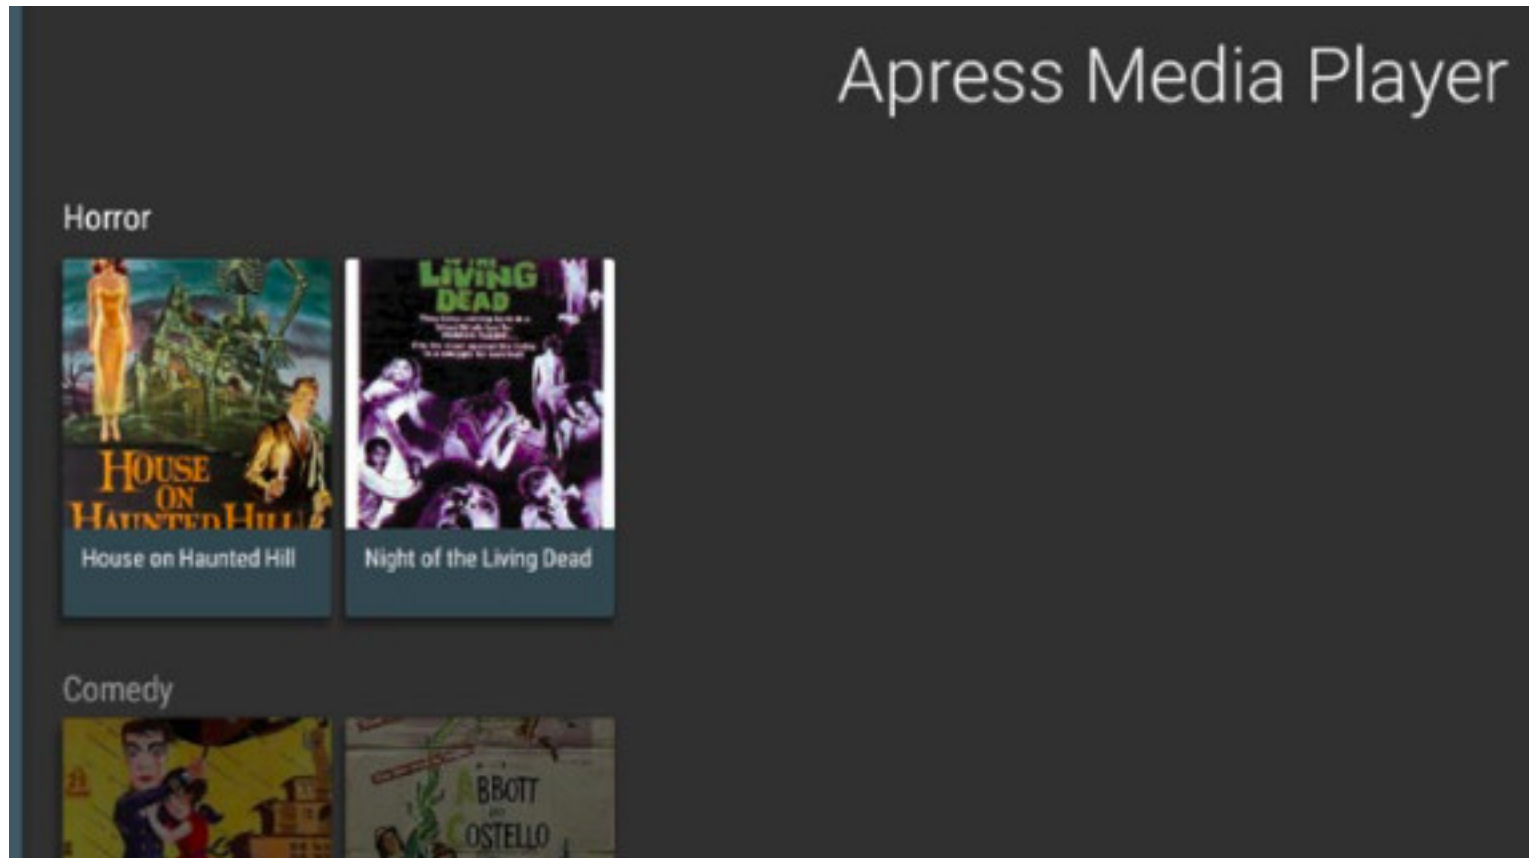 Apress Media Player
Horror
LIVING
DEAD
HOUSE
ON
HAUNTED HILL
House on Haunted Hill
Night of the Living Dead
Comedy
ABBOTT
COSTELLO